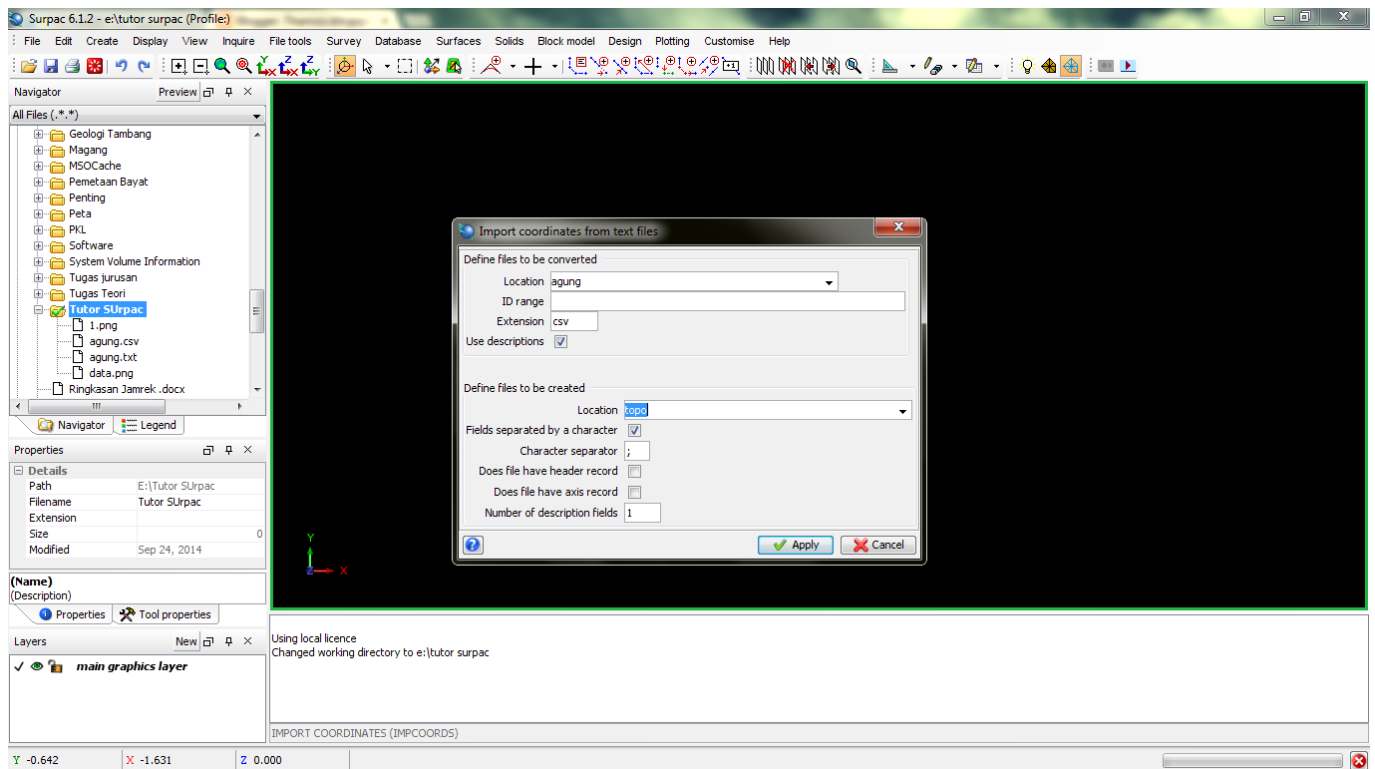 Surpac 6.1.2 - e:\tutor surpac (Profile:)
File Edit Create Display View Inquire File tools Survey Database Surfaces Solids Block model Design Plotting Customise Help
Navigator Preview
All Files (.*.*)
Geologi Tambang
Magang
MSOCache
Pemetaan Bayat
Penting
Peta
PKL
Software
System Volume Information
Tugas jurusan
Tugas Teori
Tutor SUrpac
1.png
agung.csv
agung.txt
data.png
Ringkasan Jamrek .docx
Navigator Legend
Properties
Details
Path E:\Tutor SUrpac
Filename Tutor SUrpac
Extension
Size 0
Modified Sep 24, 2014
(Name)
(Description)
Properties Tool properties
Layers New
main graphics layer
Import coordinates from text files
Define files to be converted
Location agung
ID range
Extension csv
Use descriptions
Define files to be created
Location topo
Fields separated by a character
Character separator ;
Does file have header record
Does file have axis record
Number of description fields 1
Apply Cancel
Y
Z X
Using local licence
Changed working directory to e:\tutor surpac
IMPORT COORDINATES (IMPCOORDS)
Y -0.642 X -1.631 Z 0.000